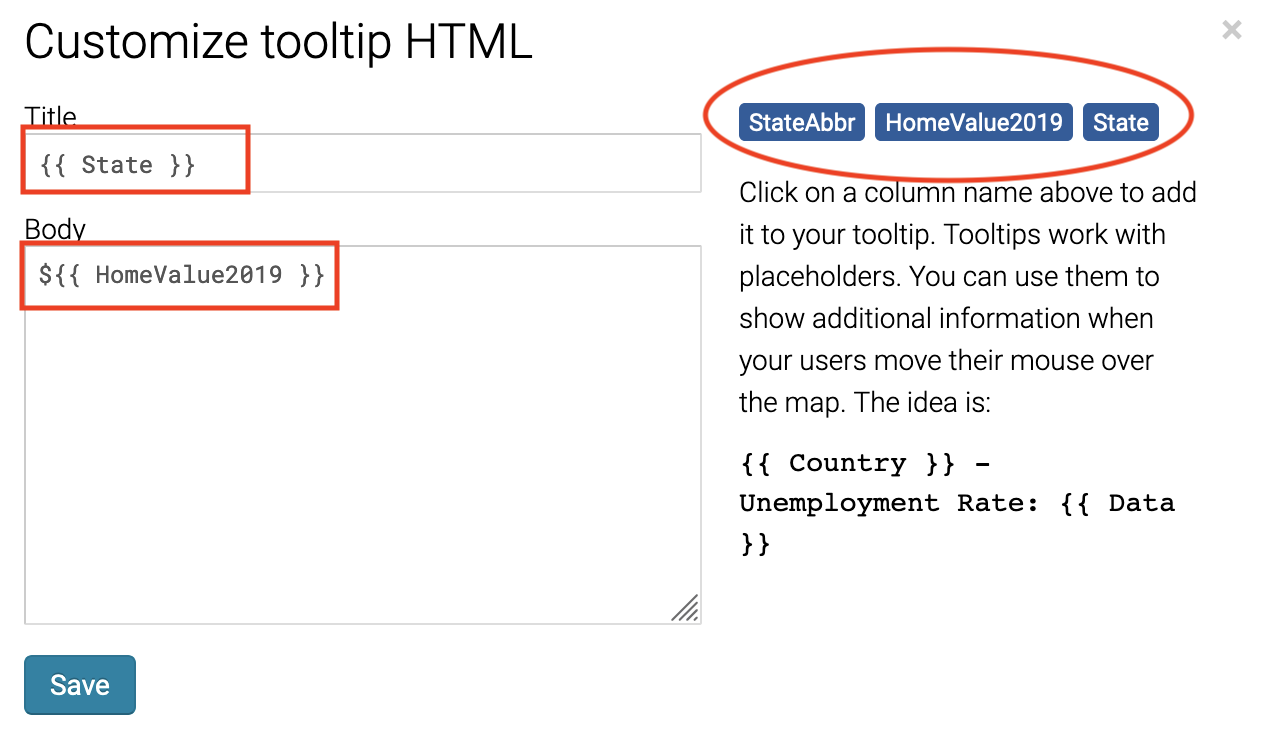 Customize tooltip HTML
×
Title
{{ State }}
Body
${{ HomeValue2019 }}
Save
StateAbbr HomeValue2019 State
Click on a column name above to add
it to your tooltip. Tooltips work with
placeholders. You can use them to
show additional information when
your users move their mouse over
the map. The idea is:
{{ Country }} –
Unemployment Rate: {{ Data
}}